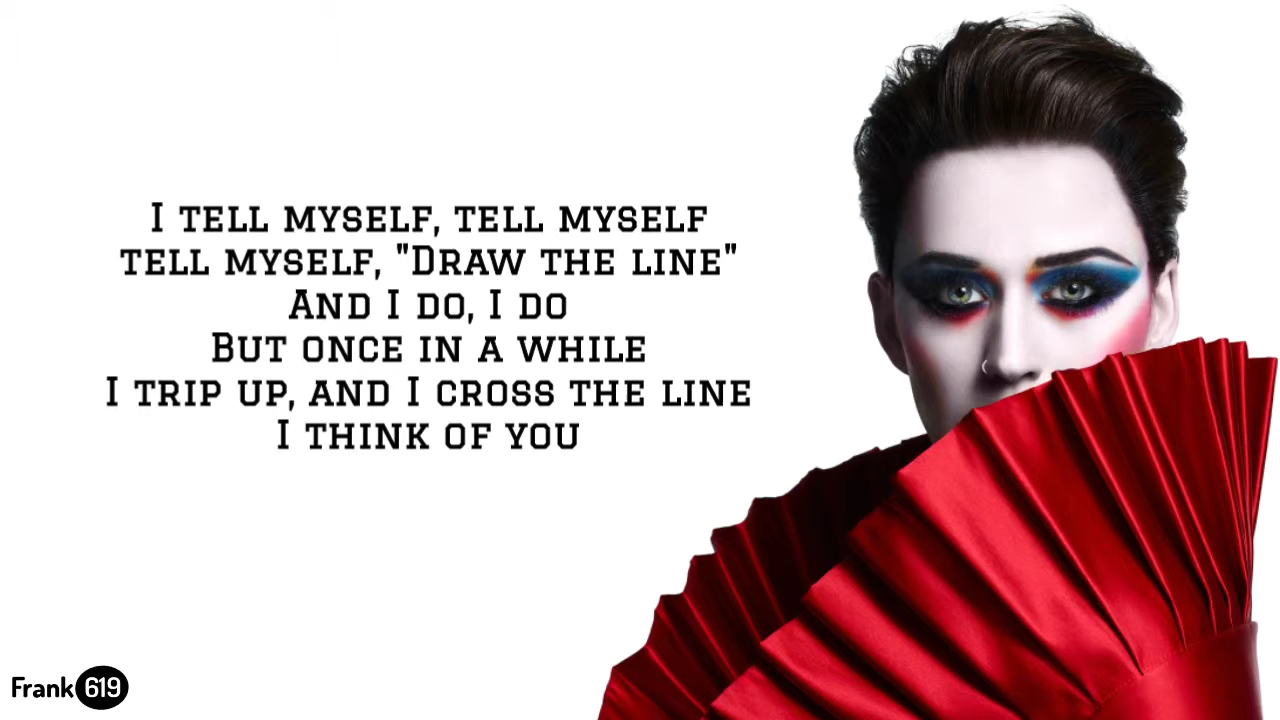 I TELL MYSELF, TELL MYSELF
TELL MYSELF, "DRAW THE LINE"
AND I DO, I DO
BUT ONCE IN A WHILE
I TRIP UP, AND I CROSS THE LINE
I THINK OF YOU
Frank 619